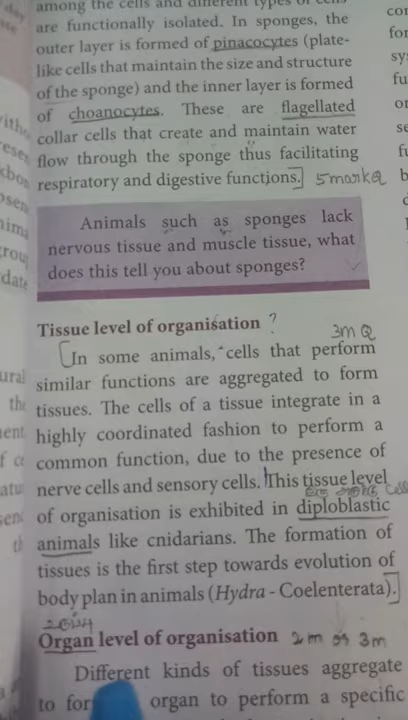 among the cells and different types of cells
are functionally isolated. In sponges, the
outer layer is formed of pinacocytes (plate-
like cells that maintain the size and structure
of the sponge) and the inner layer is formed
of choanocytes. These are flagellated
collar cells that create and maintain water
flow through the sponge thus facilitating
respiratory and digestive functions.] 5 mark Q
Animals such as sponges lack
nervous tissue and muscle tissue, what
does this tell you about sponges?
Tissue level of organisation ?
3m Q
[In some animals, cells that perform
similar functions are aggregated to form
tissues. The cells of a tissue integrate in a
highly coordinated fashion to perform a
common function, due to the presence of
nerve cells and sensory cells. This tissue level
of organisation is exhibited in diploblastic
animals like cnidarians. The formation of
tissues is the first step towards evolution of
body plan in animals (Hydra - Coelenterata).]
Organ level of organisation 2m or 3m
Different kinds of tissues aggregate
to organ to perform a specific